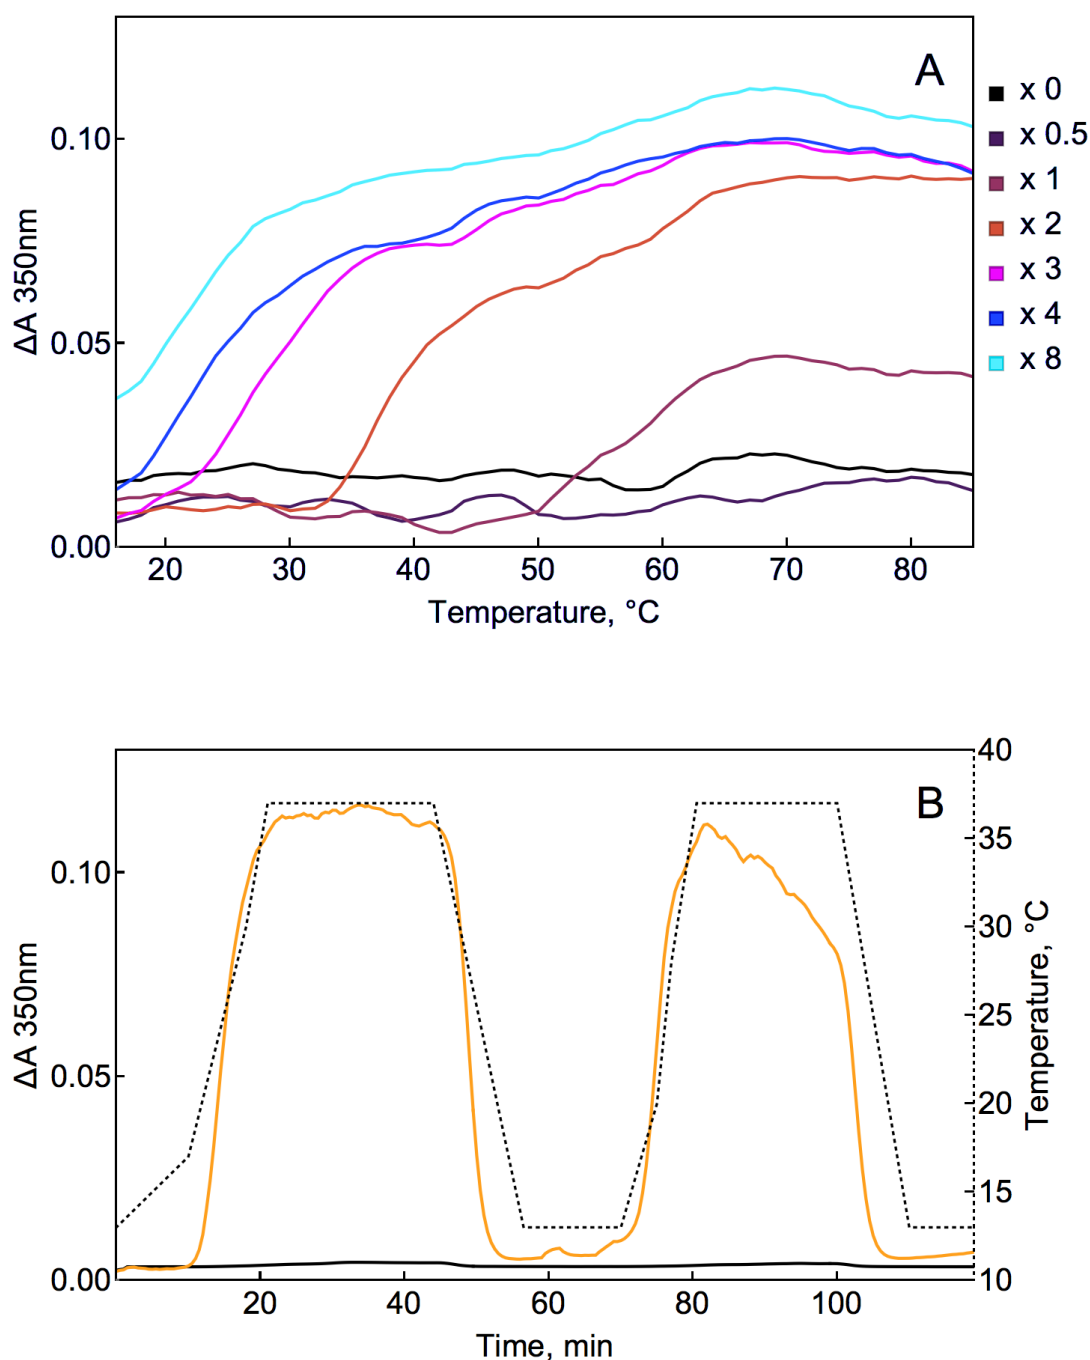 A
x 0
x 0.5
x 1
x 2
x 3
x 4
x 8
0.10
0.05
0.00
ΔA 350nm
20 30 40 50 60 70 80
Temperature, °C
B
0.10
0.05
0.00
ΔA 350nm
40
35
30
25
20
15
10
Temperature, °C
20 40 60 80 100
Time, min